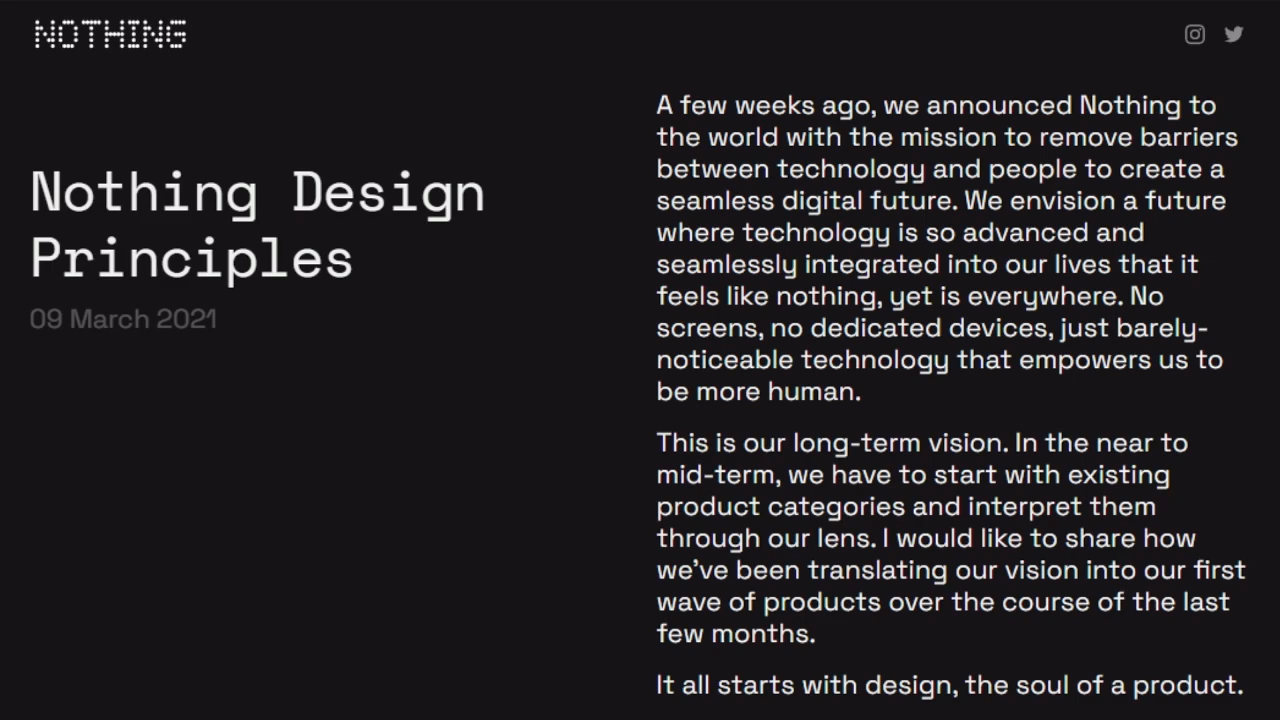 NOTHING
Nothing Design
Principles
09 March 2021
A few weeks ago, we announced Nothing to
the world with the mission to remove barriers
between technology and people to create a
seamless digital future. We envision a future
where technology is so advanced and
seamlessly integrated into our lives that it
feels like nothing, yet is everywhere. No
screens, no dedicated devices, just barely-
noticeable technology that empowers us to
be more human.
This is our long-term vision. In the near to
mid-term, we have to start with existing
product categories and interpret them
through our lens. I would like to share how
we’ve been translating our vision into our first
wave of products over the course of the last
few months.
It all starts with design, the soul of a product.